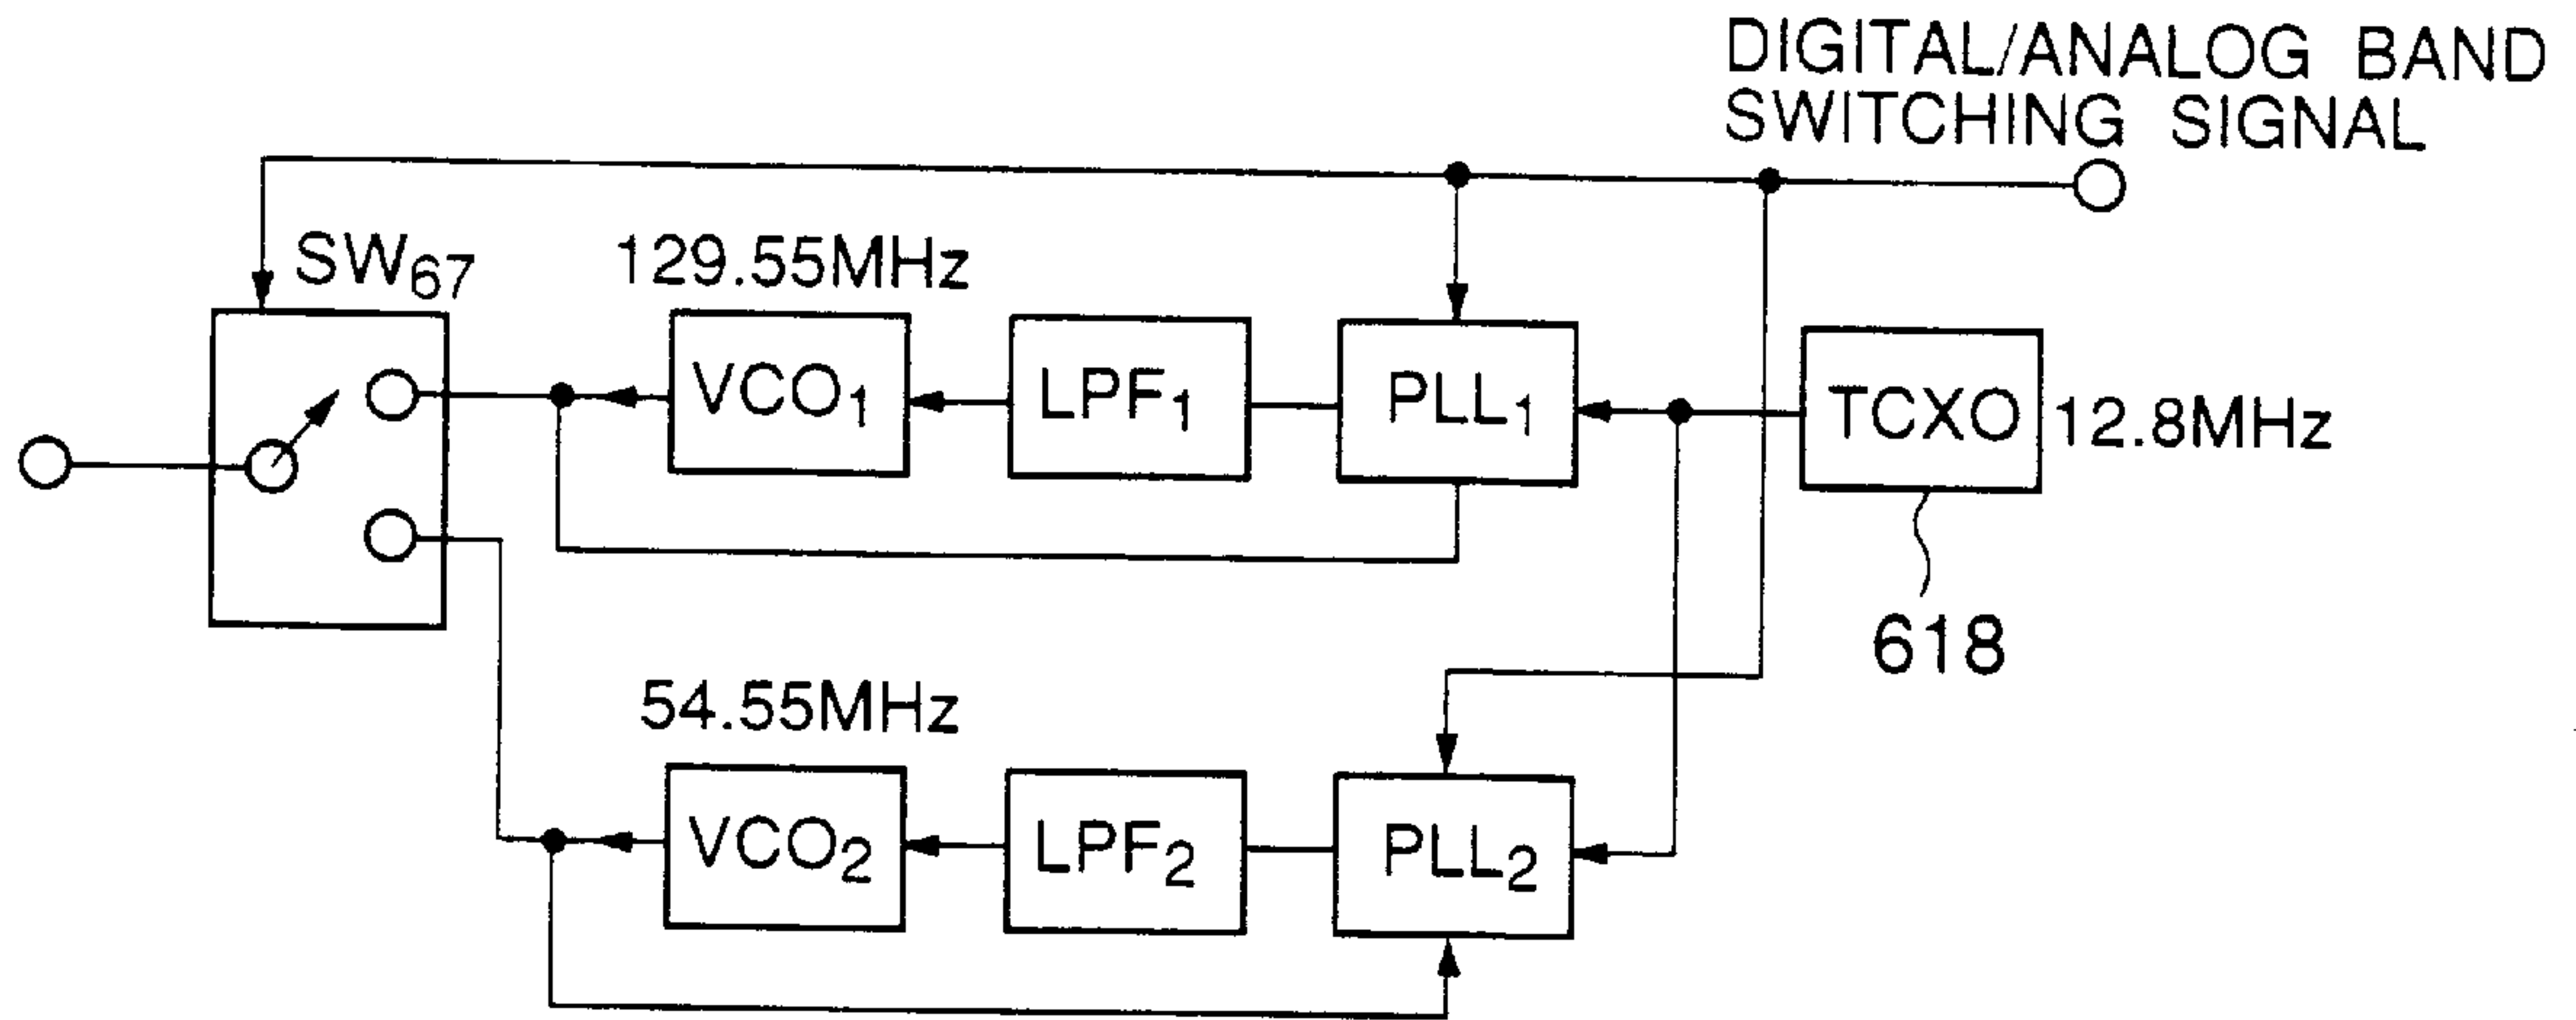 DIGITAL/ANALOG BAND
SWITCHING SIGNAL
SW67
129.55MHz
VCO1
LPF1
PLL1
TCXO
12.8MHz
618
54.55MHz
VCO2
LPF2
PLL2